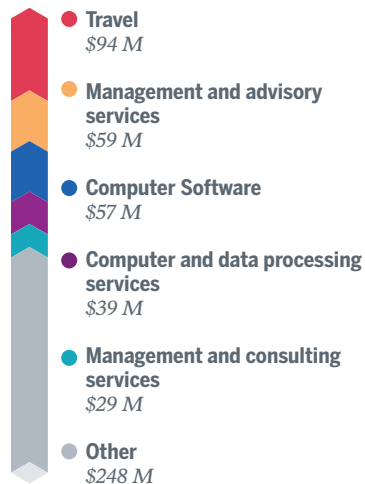 Travel
$94 M
Management and advisory
services
$59 M
Computer Software
$57 M
Computer and data processing
services
$39 M
Management and consulting
services
$29 M
Other
$248 M